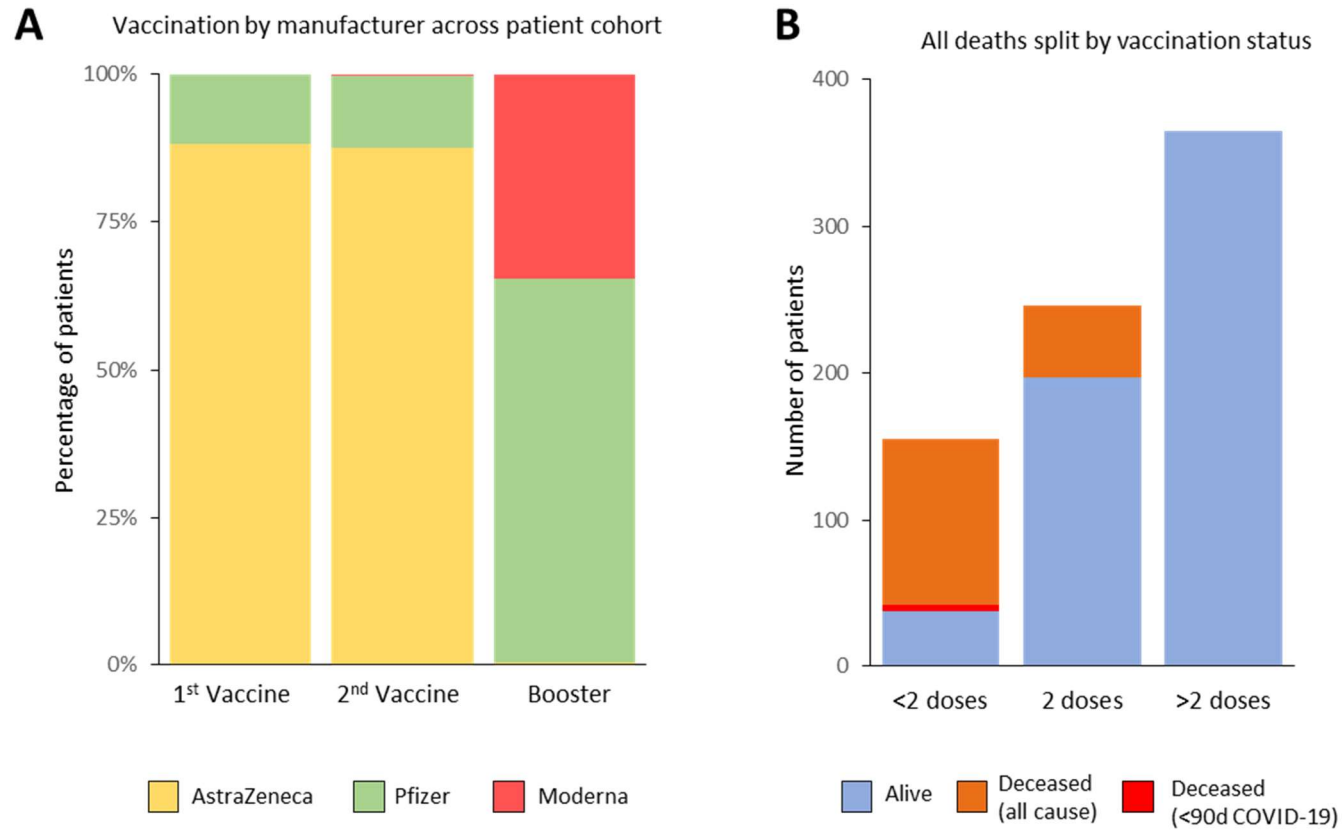 A
Vaccination by manufacturer across patient cohort
100%
75%
50%
25%
0%
Percentage of patients
1st Vaccine
2nd Vaccine
Booster
AstraZeneca
Pfizer
Moderna
B
All deaths split by vaccination status
400
300
200
100
0
Number of patients
<2 doses
2 doses
>2 doses
Alive
Deceased
(all cause)
Deceased
(<90d COVID-19)